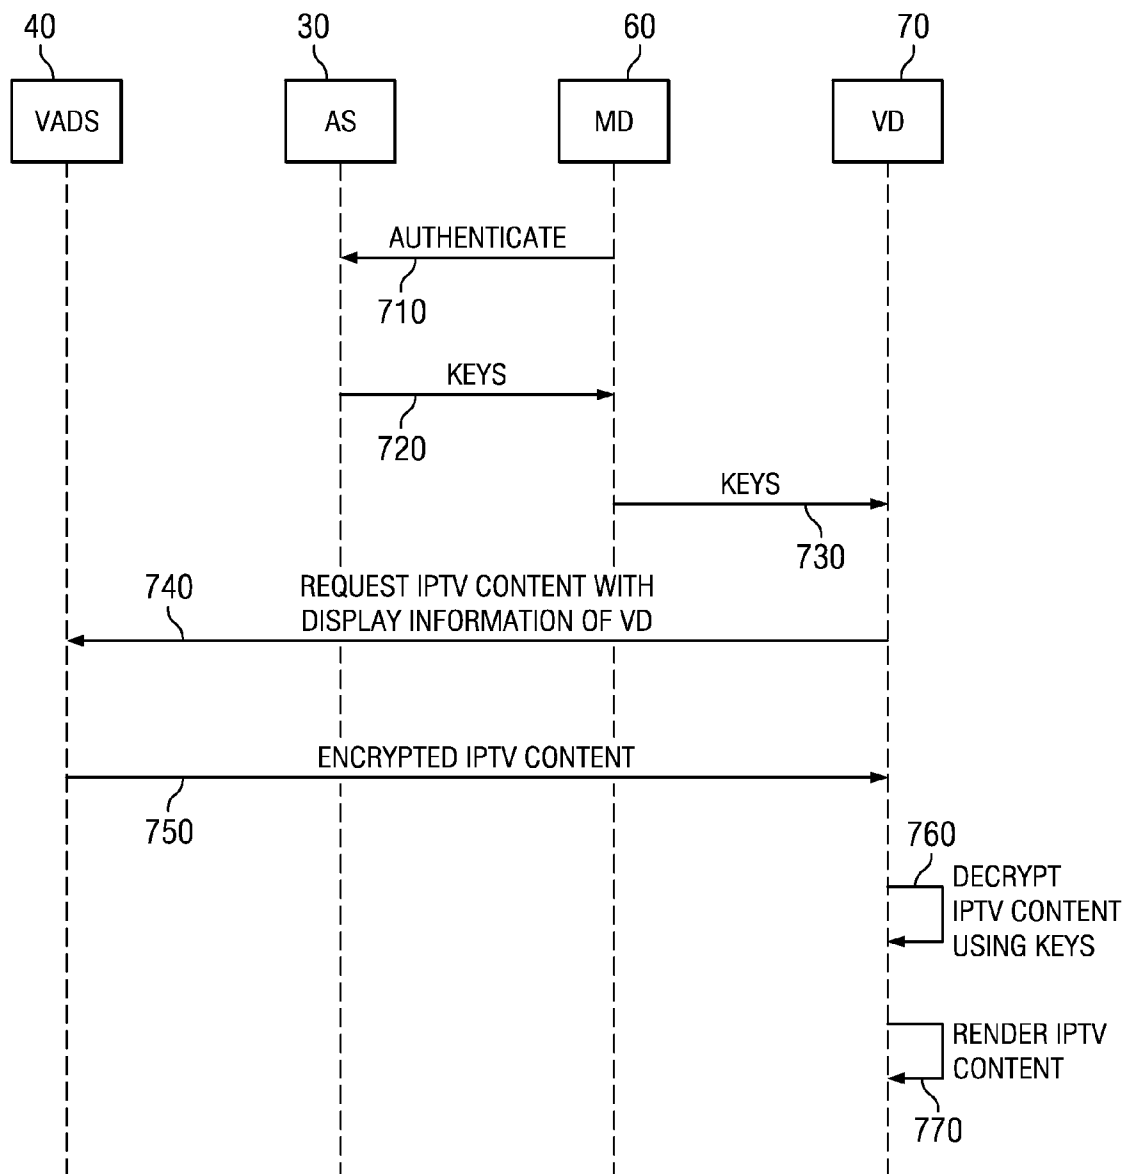 40
30
60
70
VADS
AS
MD
VD
AUTHENTICATE
710
KEYS
720
KEYS
730
740
REQUEST IPTV CONTENT WITH
DISPLAY INFORMATION OF VD
ENCRYPTED IPTV CONTENT
750
760
DECRYPT
IPTV CONTENT
USING KEYS
RENDER IPTV
CONTENT
770